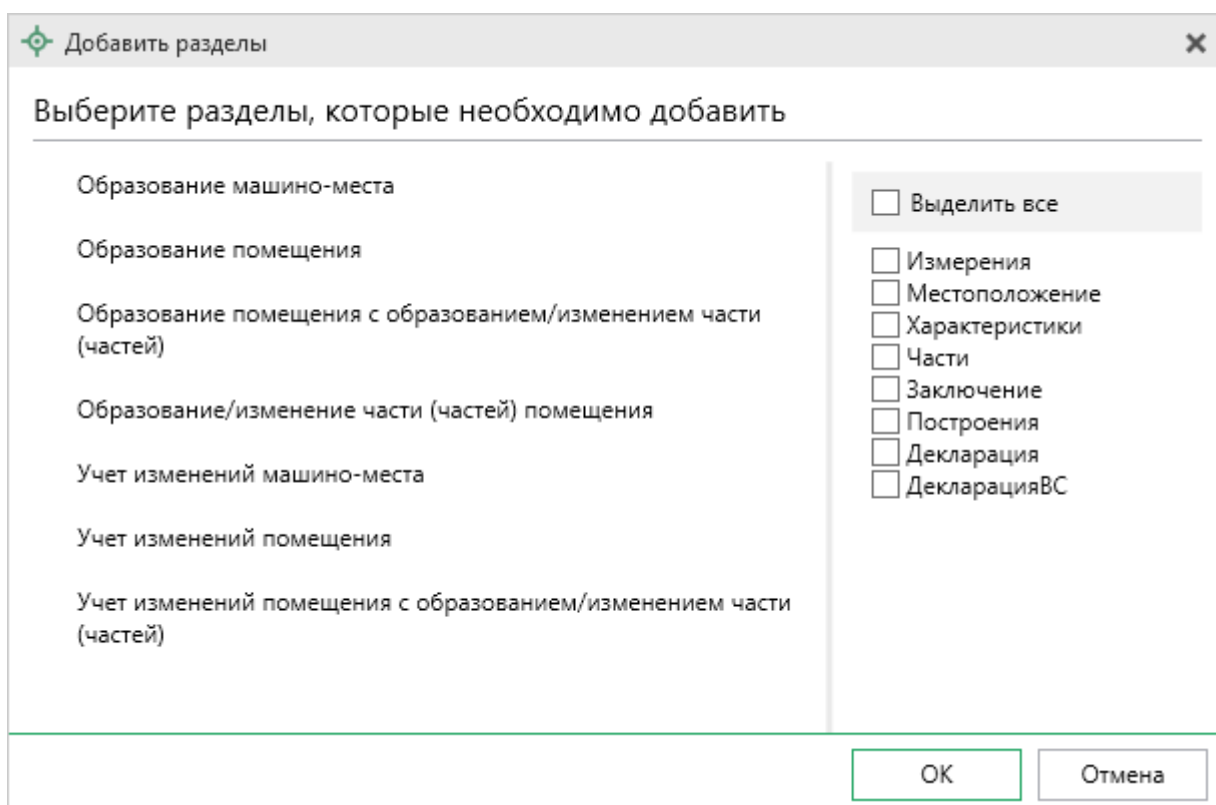 Добавить разделы
Выберите разделы, которые необходимо добавить
Образование машино-места
Образование помещения
Образование помещения с образованием/изменением части
(частей)
Образование/изменение части (частей) помещения
Учет изменений машино-места
Учет изменений помещения
Учет изменений помещения с образованием/изменением части
(частей)
Выделить все
Измерения
Местоположение
Характеристики
Части
Заключение
Построения
Декларация
ДекларацияВС
ОК
Отмена